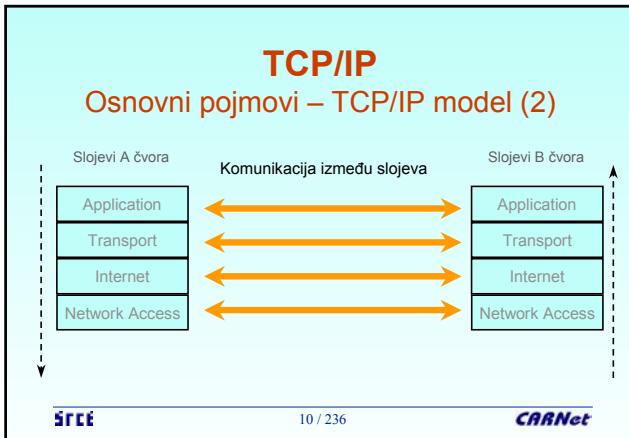 TCP/IP
Osnovni pojmovi – TCP/IP model (2)
Slojevi A čvora
Komunikacija između slojeva
Slojevi B čvora
Application
Application
Transport
Transport
Internet
Internet
Network Access
Network Access
srce
10 / 236
CARNet